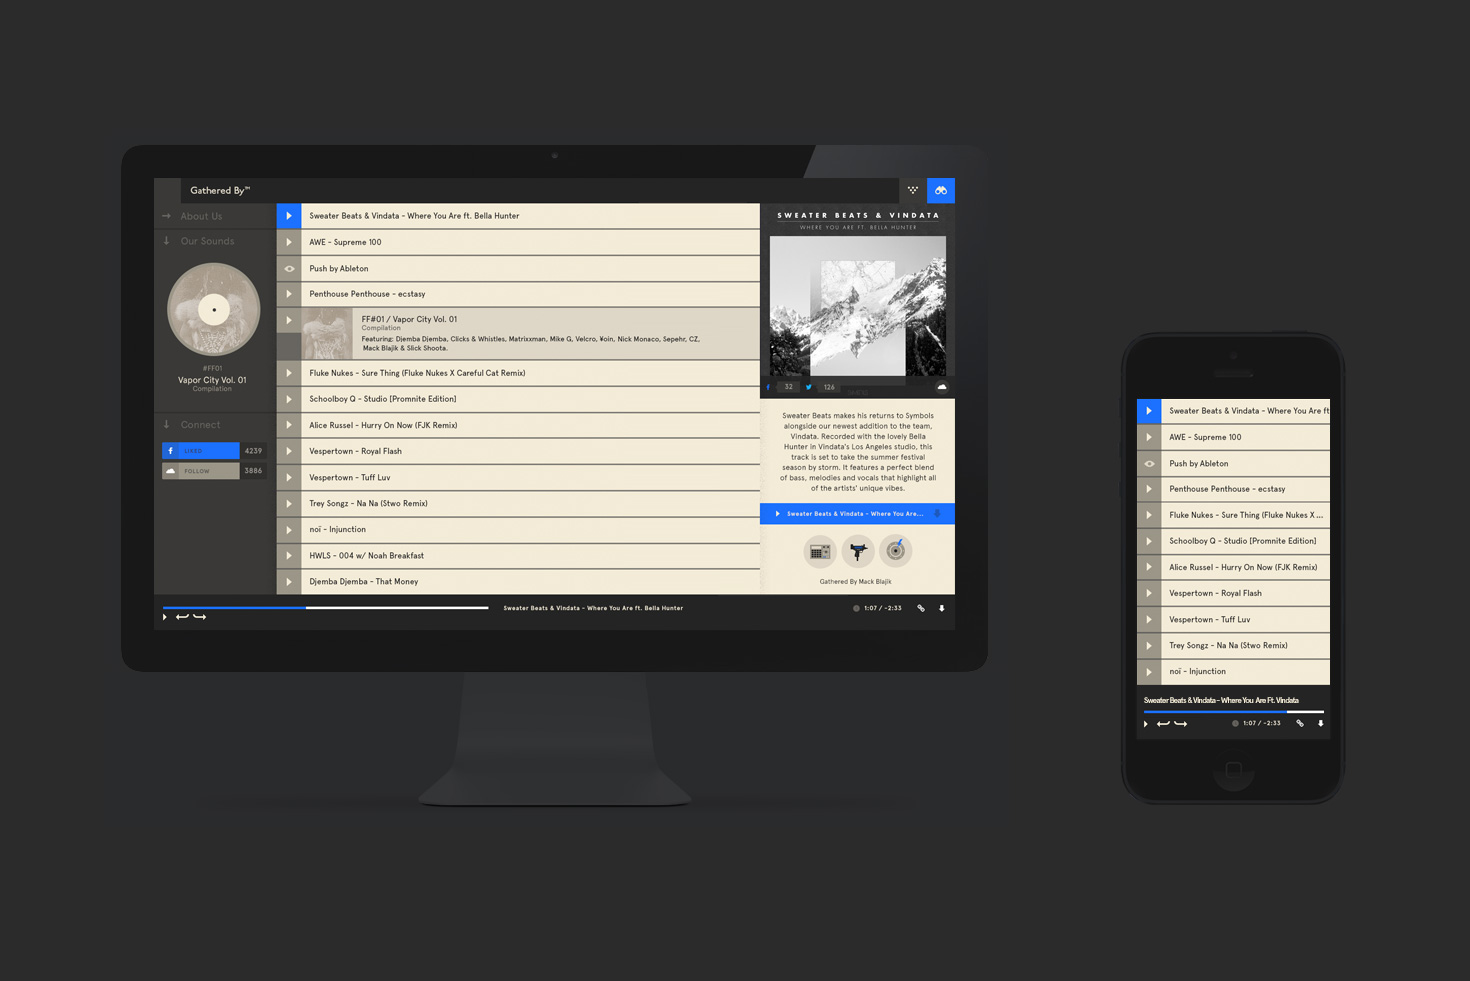 Gathered By™
About Us
Our Sounds
#FF01
Vapor City Vol. 01
Compilation
Connect
LIKED
4239
FOLLOW
3886
Sweater Beats & Vindata - Where You Are ft. Bella Hunter
AWE - Supreme 100
Push by Ableton
Penthouse Penthouse - ecstasy
FF#01 / Vapor City Vol. 01
Compilation
Featuring: Djemba Djemba, Clicks & Whistles, Matrixxman, Mike G, Velcro, ¥oin, Nick Monaco, Sepehr, CZ,
Mack Blajik & Slick Shoota.
Fluke Nukes - Sure Thing (Fluke Nukes X Careful Cat Remix)
Schoolboy Q - Studio [Promnite Edition]
Alice Russel - Hurry On Now (FJK Remix)
Vespertown - Royal Flash
Vespertown - Tuff Luv
Trey Songz - Na Na (Stwo Remix)
noï - Injunction
HWLS - 004 w/ Noah Breakfast
Djemba Djemba - That Money
SWEATER BEATS & VINDATA
WHERE YOU ARE FT. BELLA HUNTER
32
126
Sweater Beats makes his returns to Symbols
alongside our newest addition to the team,
Vindata. Recorded with the lovely Bella
Hunter in Vindata's Los Angeles studio, this
track is set to take the summer festival
season by storm. It features a perfect blend
of bass, melodies and vocals that highlight all
of the artists' unique vibes.
Sweater Beats & Vindata - Where You Are...
Gathered By Mack Blajik
Sweater Beats & Vindata - Where You Are ft. Bella Hunter
1:07 / -2:33
Sweater Beats & Vindata - Where You Are ft
AWE - Supreme 100
Push by Ableton
Penthouse Penthouse - ecstasy
Fluke Nukes - Sure Thing (Fluke Nukes X ...
Schoolboy Q - Studio [Promnite Edition]
Alice Russel - Hurry On Now (FJK Remix)
Vespertown - Royal Flash
Vespertown - Tuff Luv
Trey Songz - Na Na (Stwo Remix)
noï - Injunction
Sweater Beats & Vindata - Where You Are Ft. Vindata
1:07 / -2:33